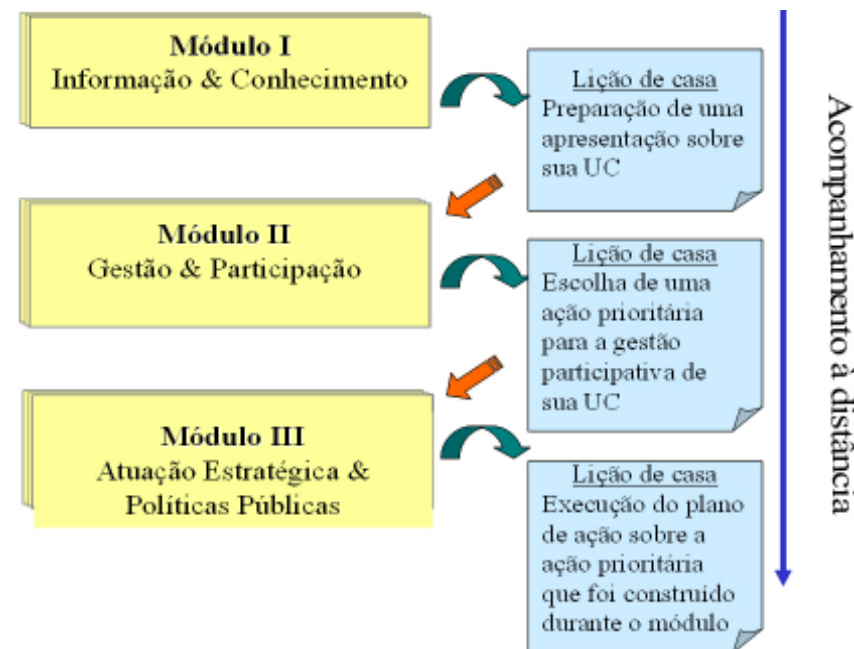 Módulo I
Informação & Conhecimento
Lição de casa
Preparação de uma
apresentação sobre
sua UC
Módulo II
Gestão & Participação
Lição de casa
Escolha de uma
ação prioritária
para a gestão
participativa de
sua UC
Módulo III
Atuação Estratégica &
Políticas Públicas
Lição de casa
Execução do plano
de ação sobre a
ação prioritária
que foi construído
durante o módulo
Acompanhamento à distância